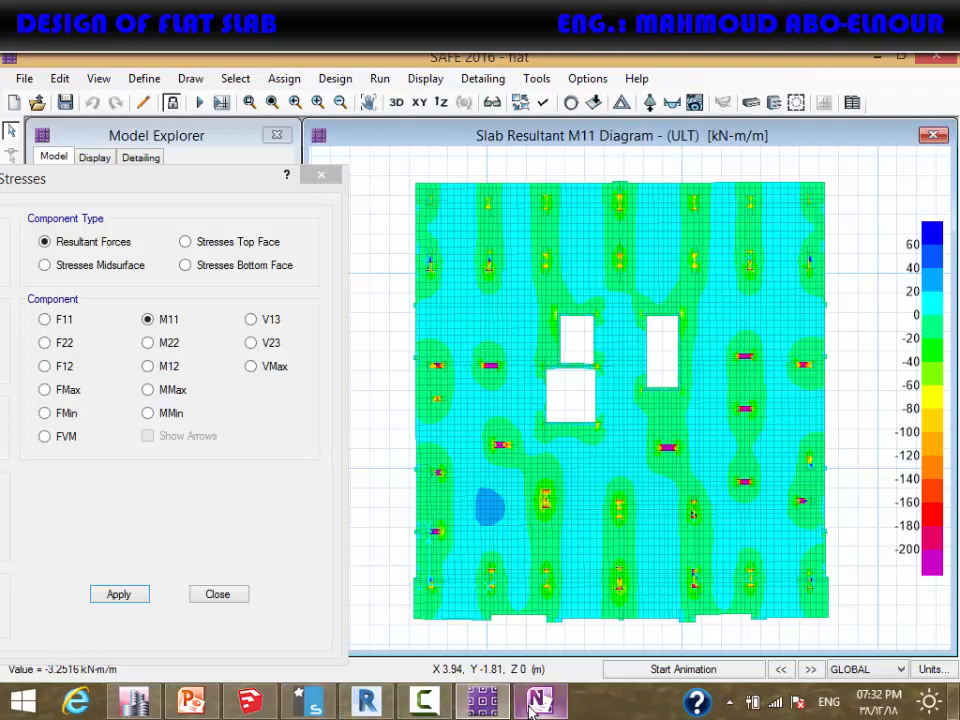 DESIGN OF FLAT SLAB
ENG.: MAHMOUD ABO-ELNOUR
SAFE 2016 - flat
File Edit View Define Draw Select Assign Design Run Display Detailing Tools Options Help
3D XY
Model Explorer
Slab Resultant M11 Diagram - (ULT) [kN-m/m]
Model Display Detailing
Stresses
?
Component Type
Resultant Forces
Stresses Top Face
Stresses Midsurface
Stresses Bottom Face
Component
F11 M11 V13
F22 M22 V23
F12 M12 VMax
FMax MMax
FMin MMin
FVM Show Arrows
Apply Close
60
40
20
0
-20
-40
-60
-80
-100
-120
-140
-160
-180
-200
Value = -3.2516 kN-m/m
X 3.94, Y -1.81, Z 0 (m)
Start Animation
<< >>
GLOBAL
Units...
ENG
07:32 PM
٣٨/١٢/١٨